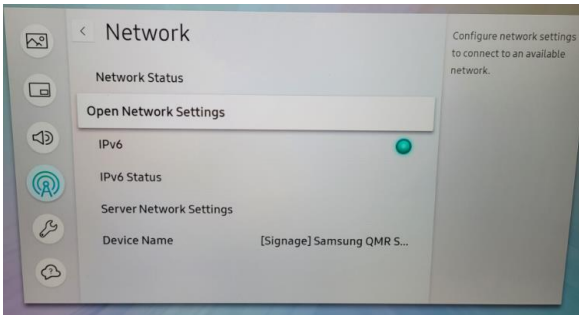 Network
Configure network settings
to connect to an available
network.
Network Status
Open Network Settings
IPv6
IPv6 Status
Server Network Settings
Device Name [Signage] Samsung QMR S...